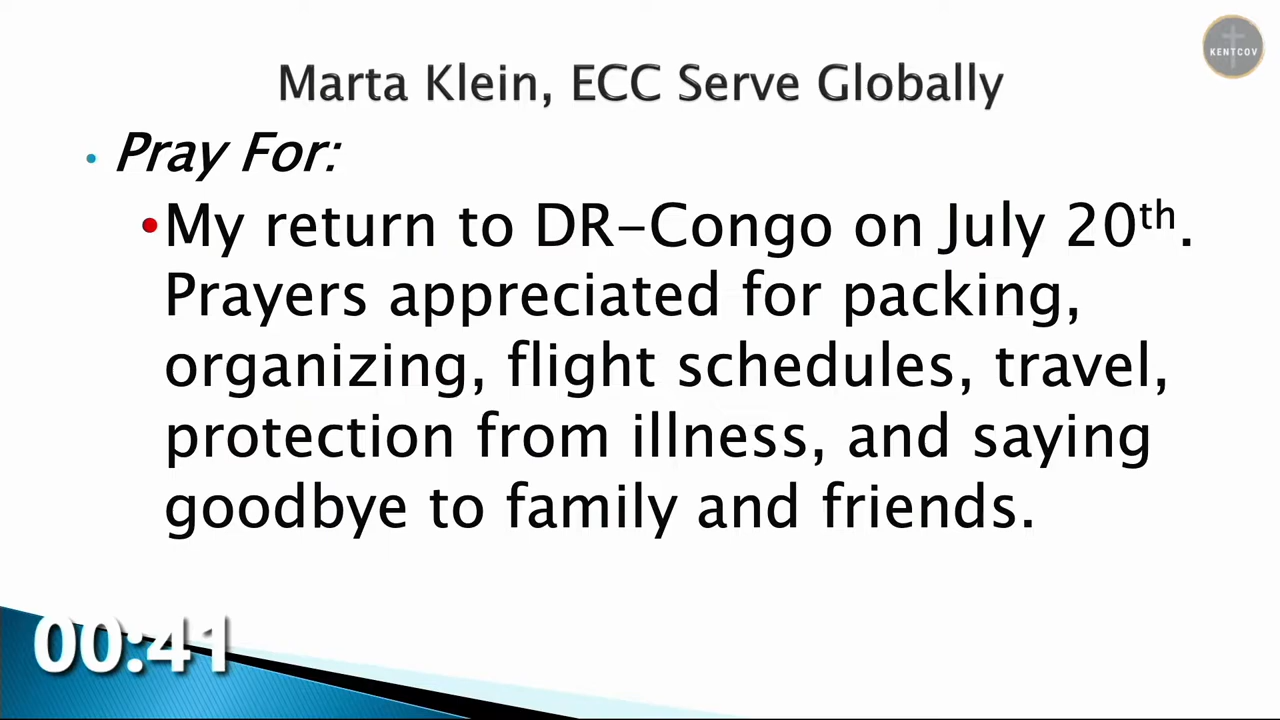 KENTCOV
Marta Klein, ECC Serve Globally
• Pray For:
•My return to DR-Congo on July 20th.
Prayers appreciated for packing,
organizing, flight schedules, travel,
protection from illness, and saying
goodbye to family and friends.
00:41